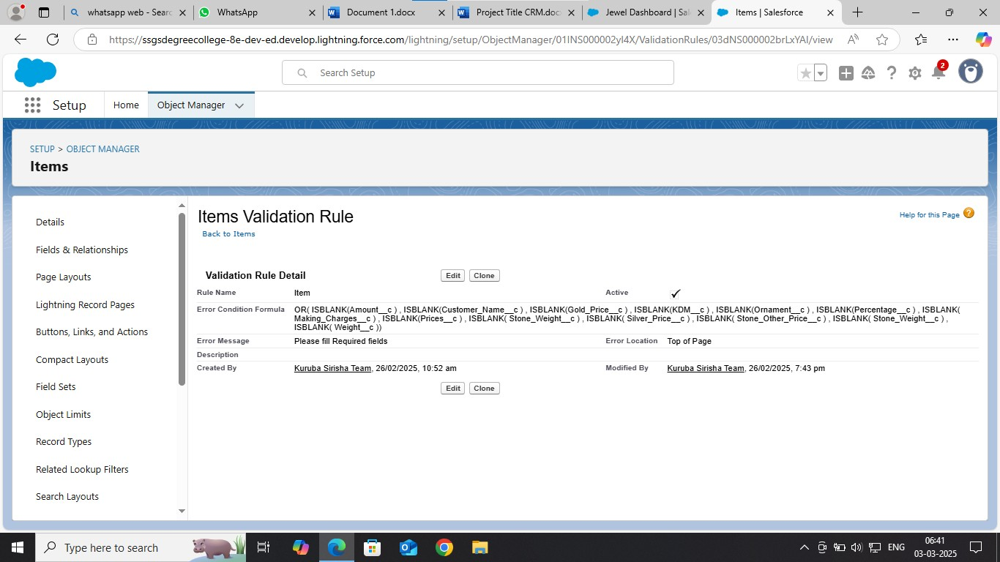 whatsapp web - Searc
WhatsApp
Document 1.docx
Project Title CRM.doc
Jewel Dashboard | Sal
Items | Salesforce
https://ssgsdegreecollege-8e-dev-ed.develop.lightning.force.com/lightning/setup/ObjectManager/01INS000002yI4X/ValidationRules/03dNS000002brLxYAI/view
Search Setup
2
Setup
Home
Object Manager
SETUP > OBJECT MANAGER
Items
Details
Fields & Relationships
Page Layouts
Lightning Record Pages
Buttons, Links, and Actions
Compact Layouts
Field Sets
Object Limits
Record Types
Related Lookup Filters
Search Layouts
Items Validation Rule
Help for this Page
Back to Items
Validation Rule Detail
Edit Clone
Rule Name Item Active
Error Condition Formula OR( ISBLANK(Amount__c ) , ISBLANK(Customer_Name__c ) , ISBLANK(Gold_Price__c ) , ISBLANK(KDM__c ) , ISBLANK(Ornament__c ) , ISBLANK(Percentage__c ) , ISBLANK(
Making_Charges__c ) , ISBLANK(Prices__c ) , ISBLANK( Stone_Weight__c ) , ISBLANK( Silver_Price__c ) , ISBLANK( Stone_Other_Price__c ) , ISBLANK( Stone_Weight__c ) ,
ISBLANK( Weight__c ))
Error Message Please fill Required fields Error Location Top of Page
Description
Created By Kuruba Sirisha Team, 26/02/2025, 10:52 am Modified By Kuruba Sirisha Team, 26/02/2025, 7:43 pm
Edit Clone
Type here to search
ENG
06:41
03-03-2025